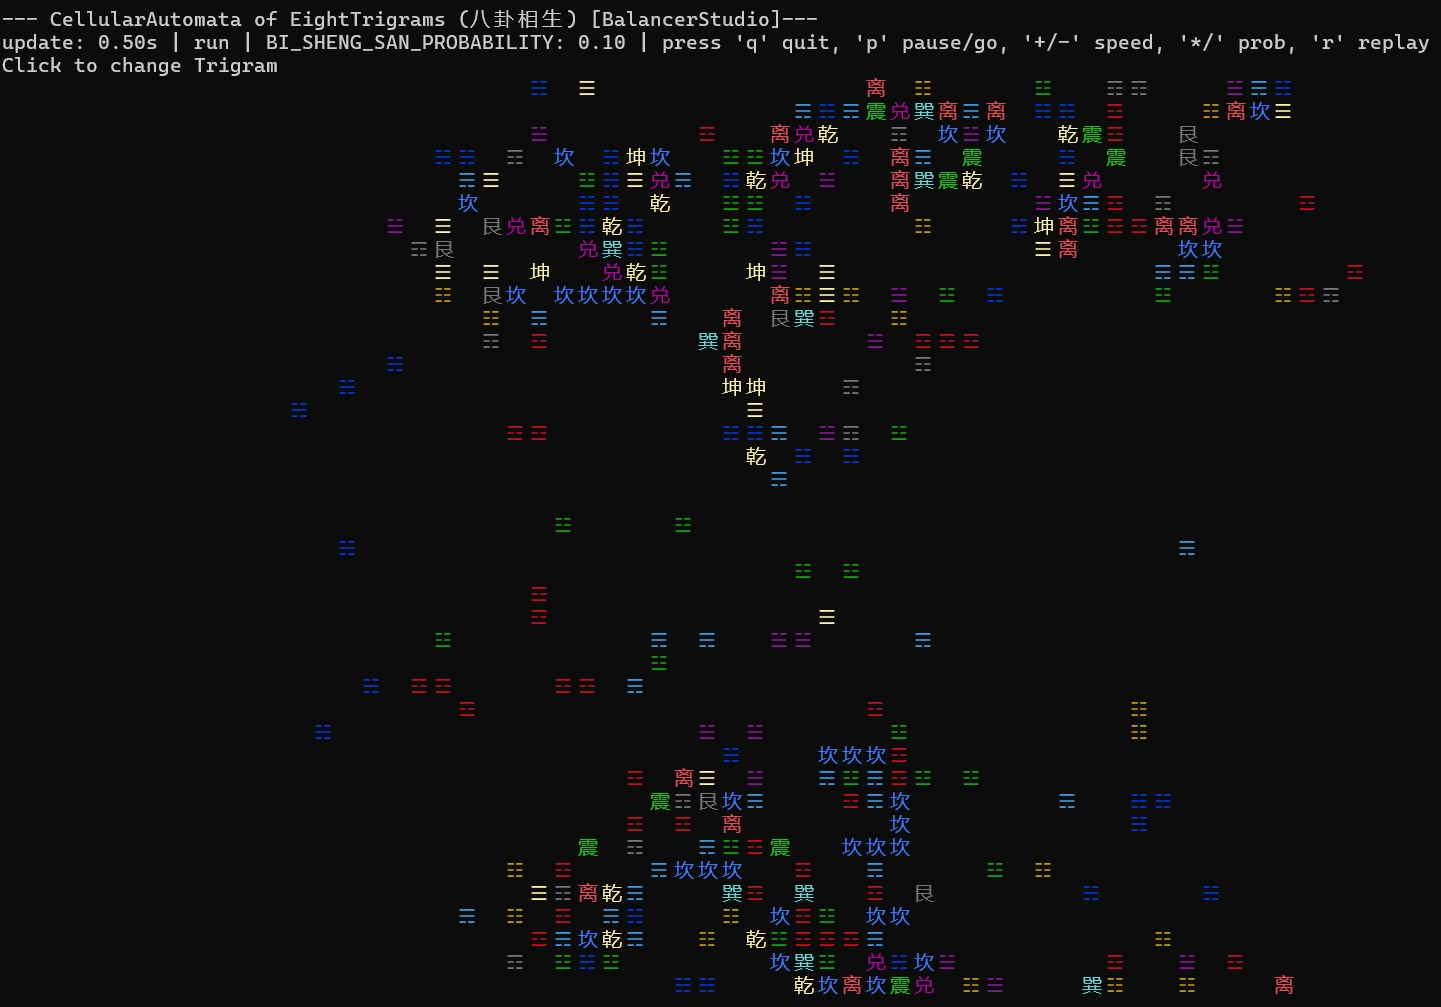 --- CellularAutomata of EightTrigrams (八卦相生) [BalancerStudio]---
update: 0.50s | run | BI_SHENG_SAN_PROBABILITY: 0.10 | press 'q' quit, 'p' pause/go, '+/-' speed, '*/' prob, 'r' replay
Click to change Trigram
离
震 兑 巽 离 离 离 坎
离 兑 乾 坎 坎 乾 震 艮
坎 坤 坎 坎 坤 离 震 震 艮
兑 乾 兑 离 巽 震 乾 兑 兑
坎 乾 离 坎
艮 兑 离 乾 坤 离 离 离 兑
艮 兑 巽 离 坎 坎
坤 兑 乾 坤
艮 坎 坎 坎 坎 坎 兑 离
离 艮 巽
巽 离
离
坤 坤
乾
坎 坎 坎
离
震 艮 坎 坎
离 坎
震 震 坎 坎 坎
坎 坎 坎
离 乾 巽 巽 艮
坎 坎 坎
坎 乾 乾
坎 巽 兑 坎
乾 坎 离 坎 震 兑 巽 离